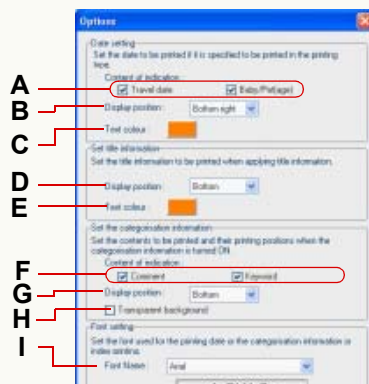 Options
Date setting
Set the date to be printed if it is specified to be printed in the printing
type.
Content of indication:
A Travel date Baby/Pet(age)
B Display position: Bottom right
C Text colour:
Set title information
Set the title information to be printed when applying title information.
D Display position: Bottom
E Text colour:
Set the categorisation information
Set the contents to be printed and their printing positions when the
categorisation information is turned ON.
Content of indication:
F Comment Keyword
G Display position: Bottom
H Transparent background
Font setting
Set the font used for the printing date or the categorisation information or
index printing.
I Font Name: Arial